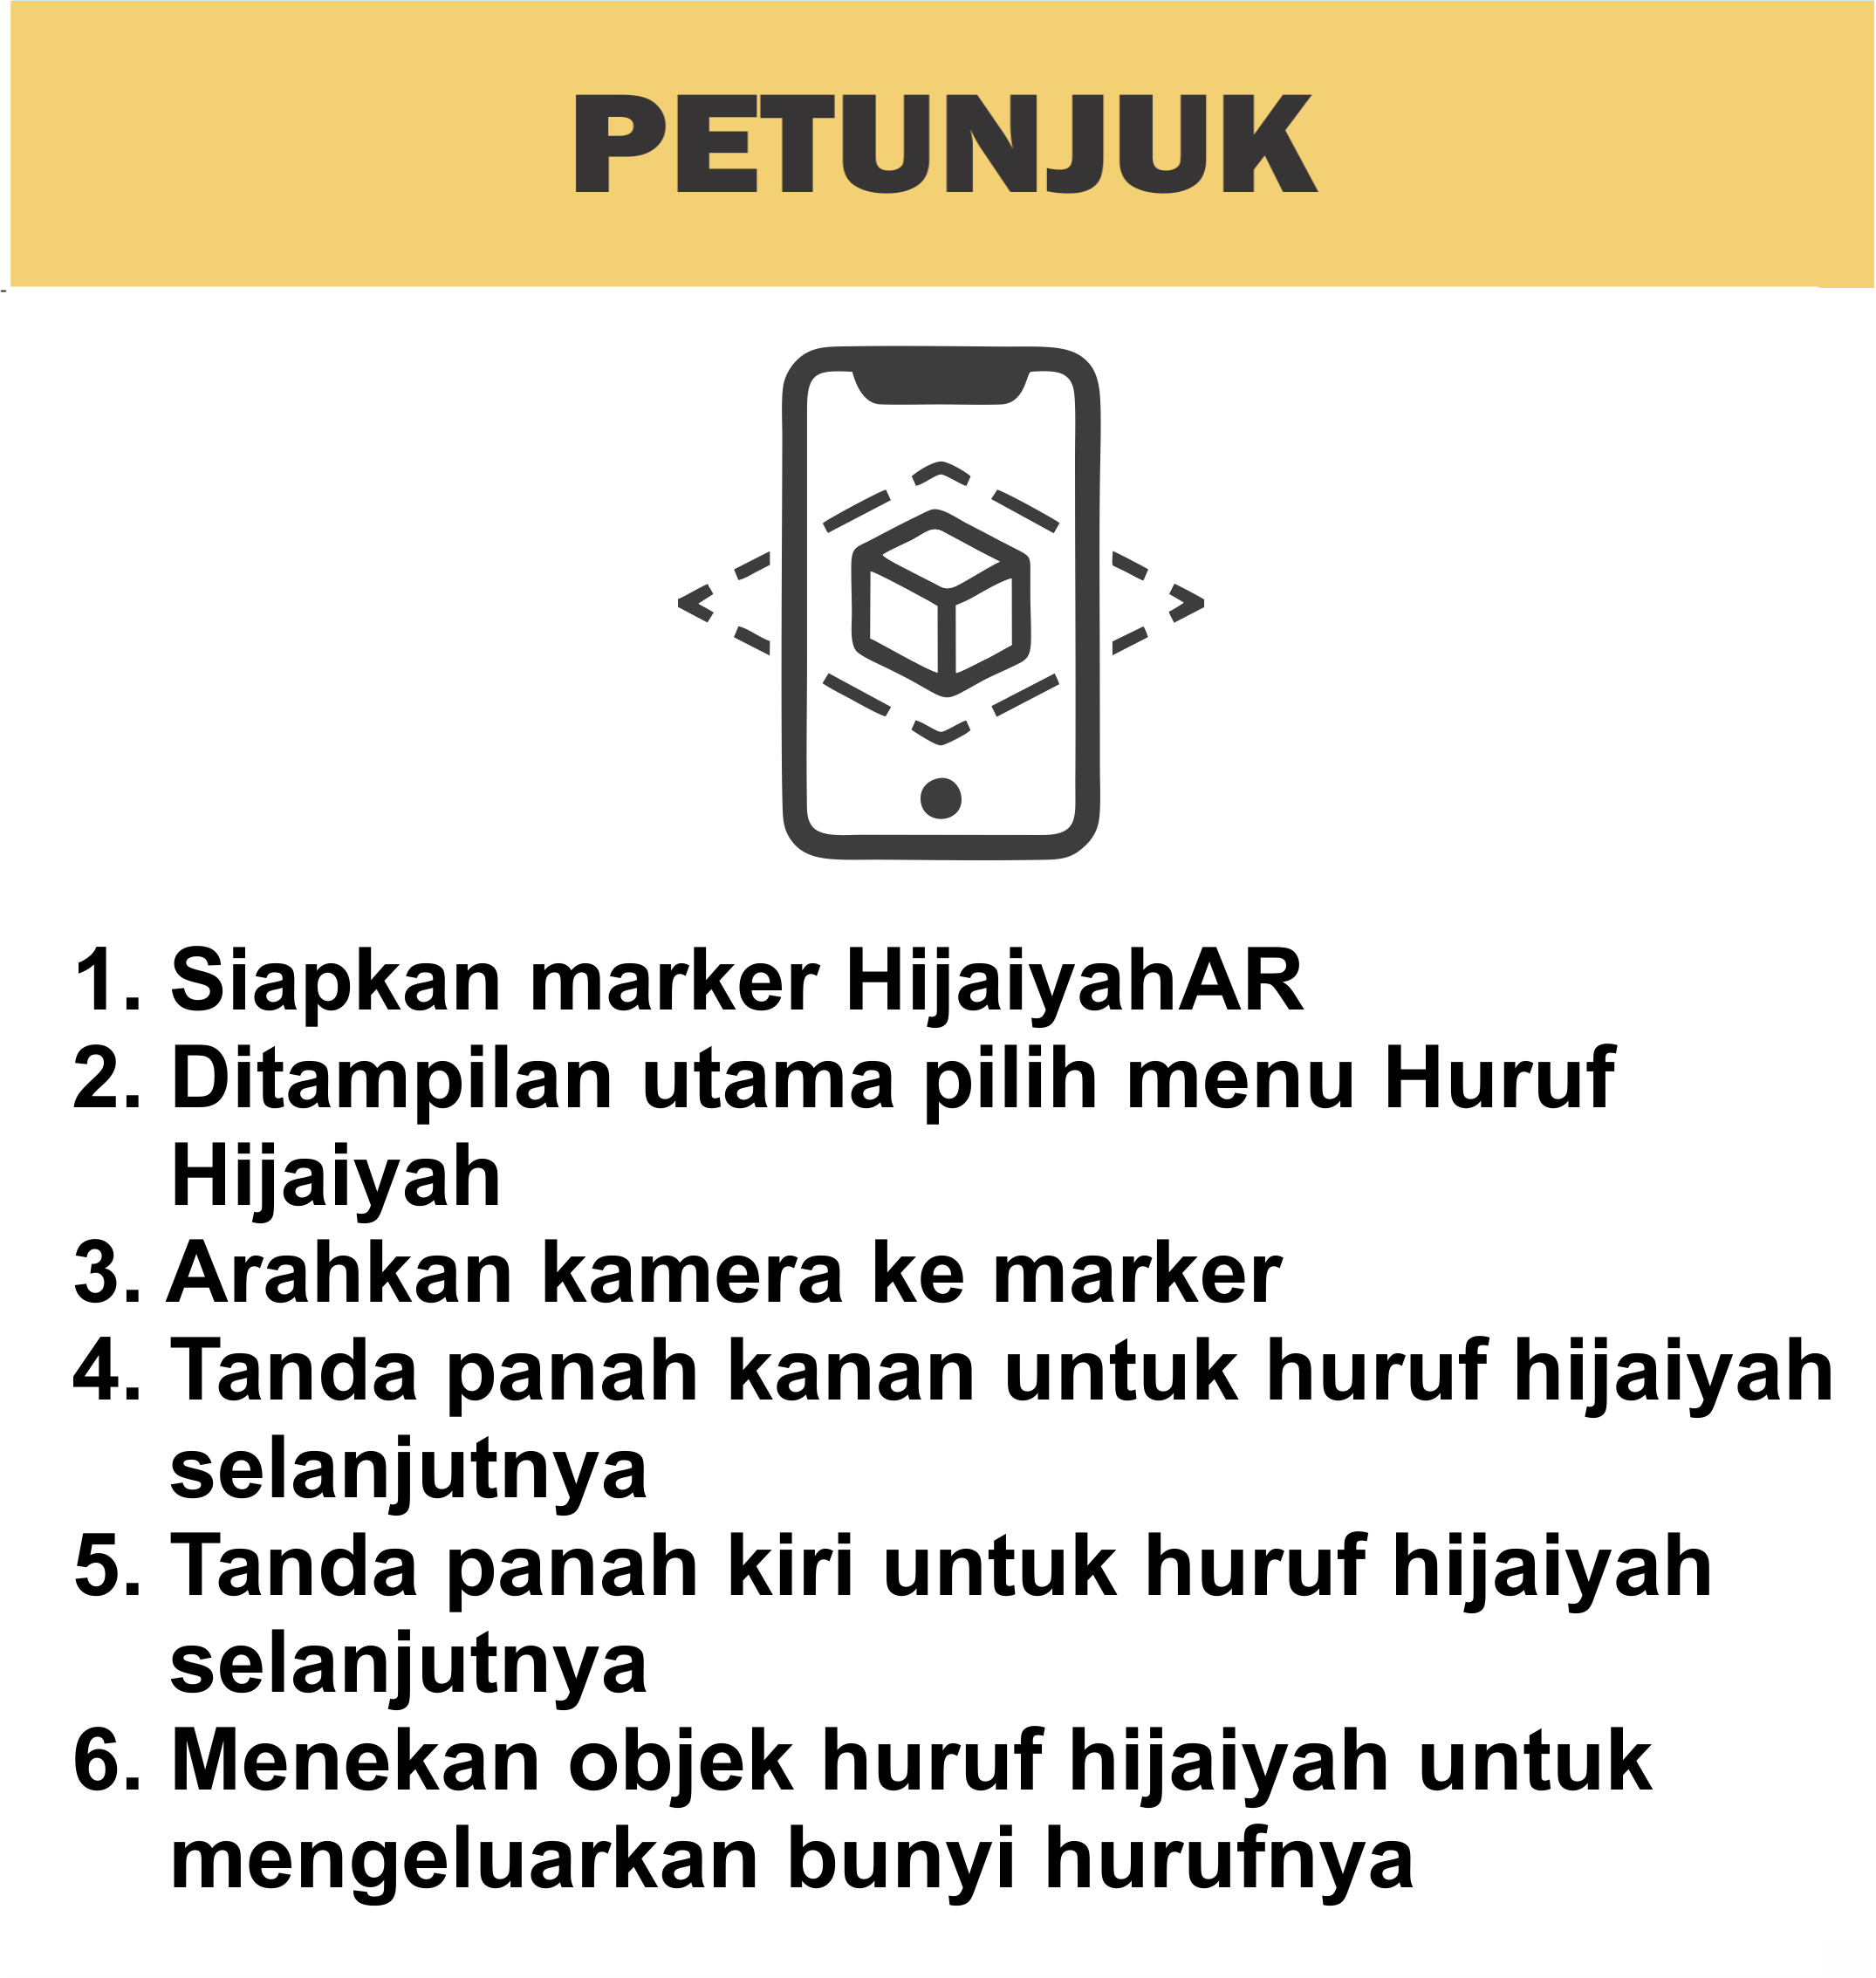 PETUNJUK
1. Siapkan marker HijaiyahAR
2. Ditampilan utama pilih menu Huruf
Hijaiyah
3. Arahkan kamera ke marker
4. Tanda panah kanan untuk huruf hijaiyah
selanjutnya
5. Tanda panah kiri untuk huruf hijaiyah
selanjutnya
6. Menekan objek huruf hijaiyah untuk
mengeluarkan bunyi hurufnya